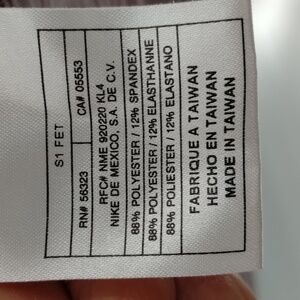 S1 FET
RN# 56323 CA# 05553
RFC# NME 920220 KL4
NIKE DE MEXICO, S.A. DE C.V.
88% POLYESTER / 12% SPANDEX
88% POLYESTER / 12% ELASTHANNE
88% POLIESTER / 12% ELASTANO
FABRIQUE A TAIWAN
HECHO EN TAIWAN
MADE IN TAIWAN